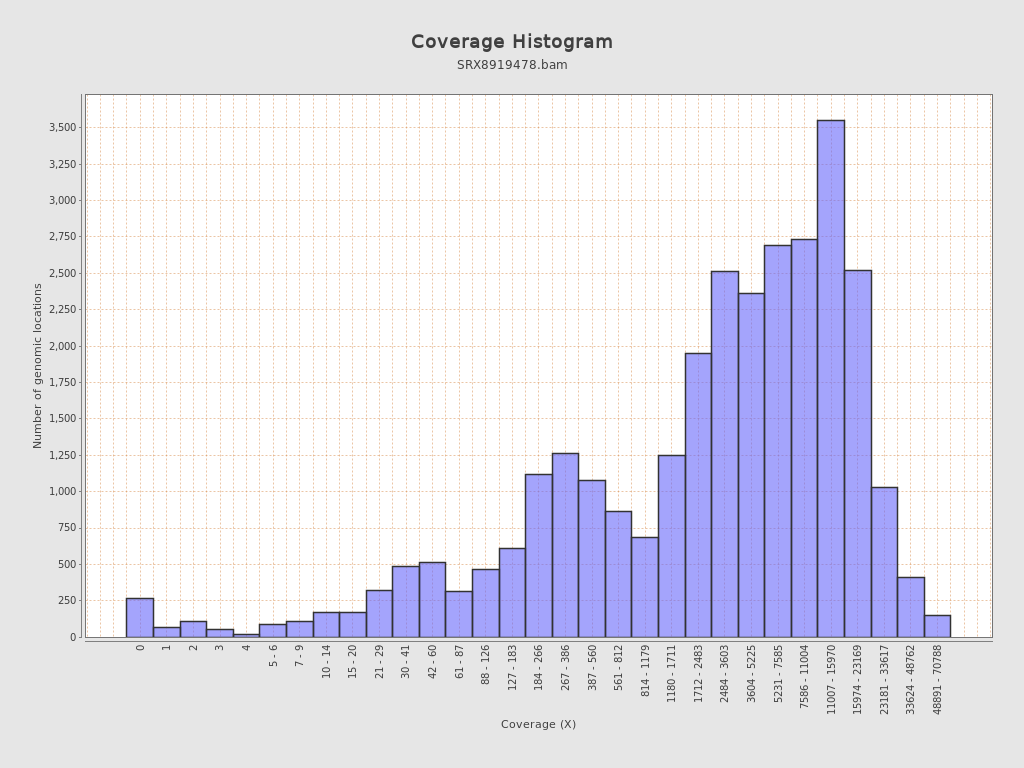 Coverage Histogram
SRX8919478.bam
Number of genomic locations
3,500
3,250
3,000
2,750
2,500
2,250
2,000
1,750
1,500
1,250
1,000
750
500
250
0
0
1
2
3
4
5 - 6
7 - 9
10 - 14
15 - 20
21 - 29
30 - 41
42 - 60
61 - 87
88 - 126
127 - 183
184 - 266
267 - 386
387 - 560
561 - 812
814 - 1179
1180 - 1711
1712 - 2483
2484 - 3603
3604 - 5225
5231 - 7585
7586 - 11004
11007 - 15970
15974 - 23169
23181 - 33617
33624 - 48762
48891 - 70788
Coverage (X)